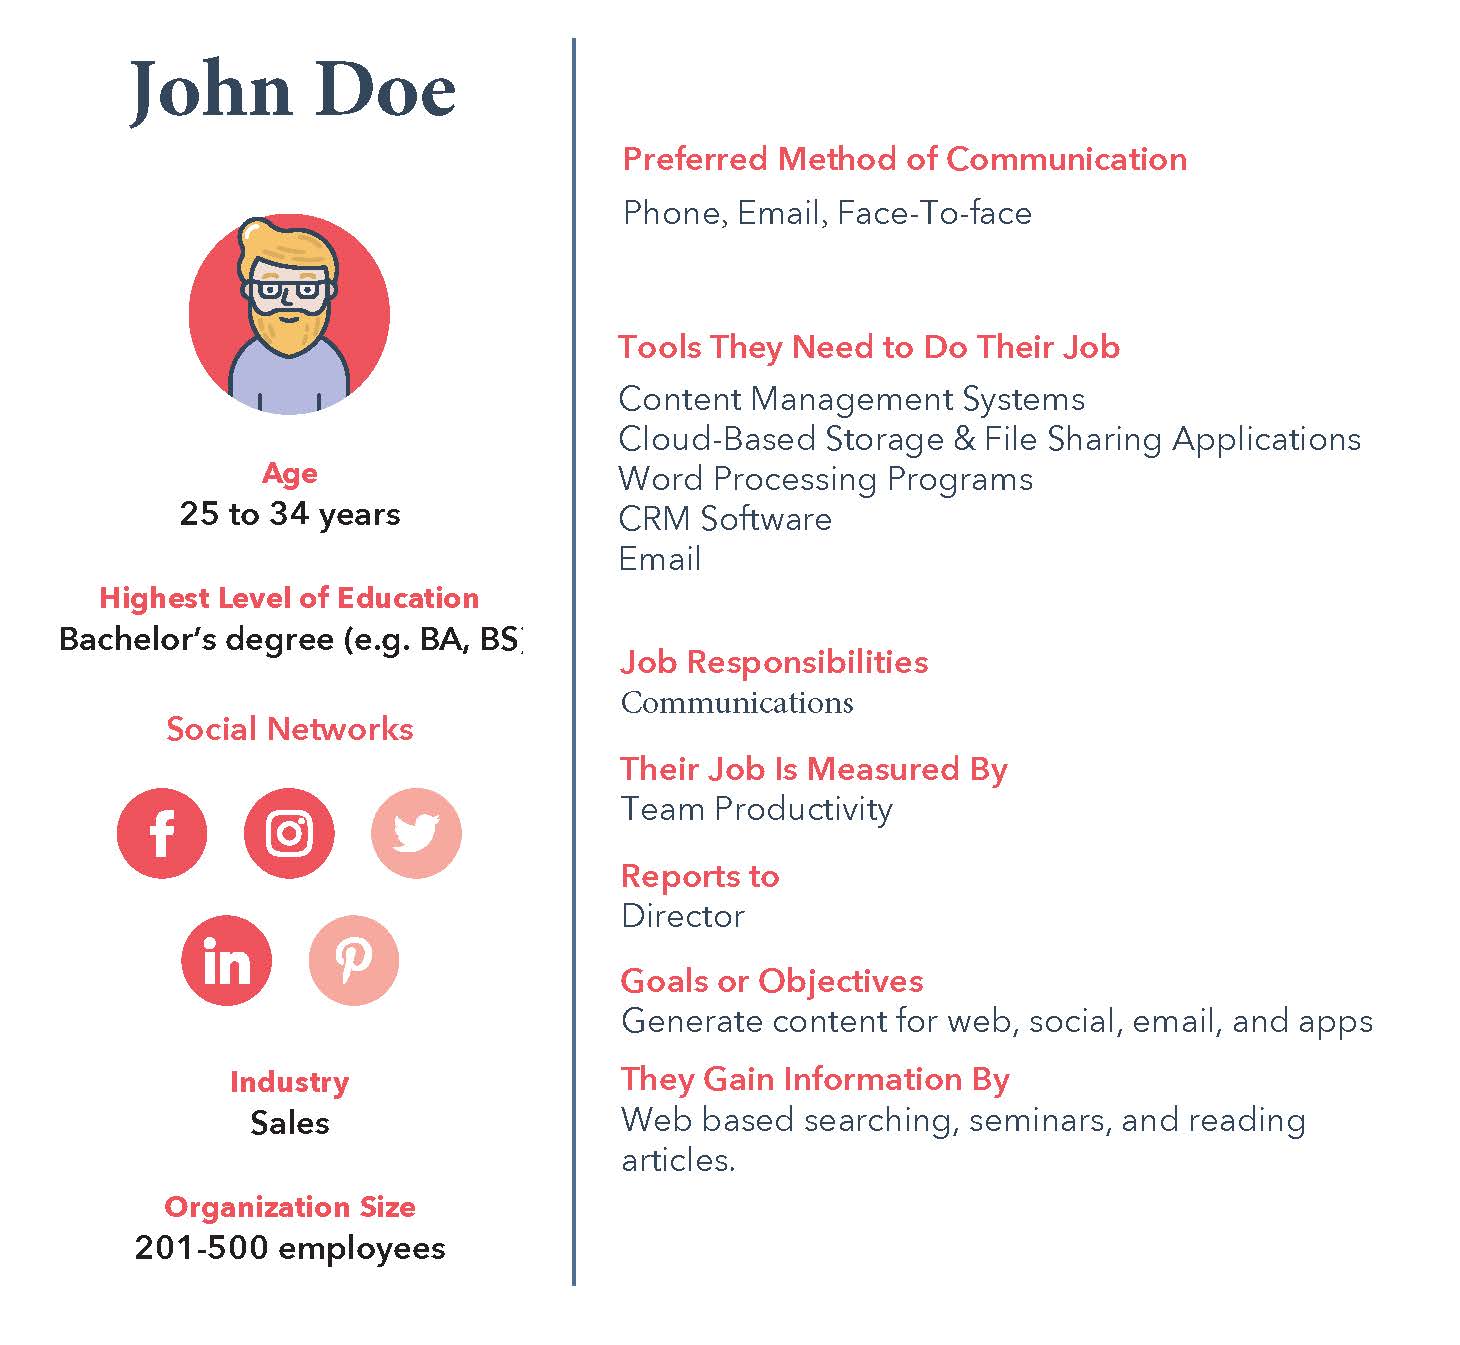 John Doe
Age
25 to 34 years
Highest Level of Education
Bachelor’s degree (e.g. BA, BS)
Social Networks
f
in
Industry
Sales
Organization Size
201-500 employees
Preferred Method of Communication
Phone, Email, Face-To-face
Tools They Need to Do Their Job
Content Management Systems
Cloud-Based Storage & File Sharing Applications
Word Processing Programs
CRM Software
Email
Job Responsibilities
Communications
Their Job Is Measured By
Team Productivity
Reports to
Director
Goals or Objectives
Generate content for web, social, email, and apps
They Gain Information By
Web based searching, seminars, and reading
articles.